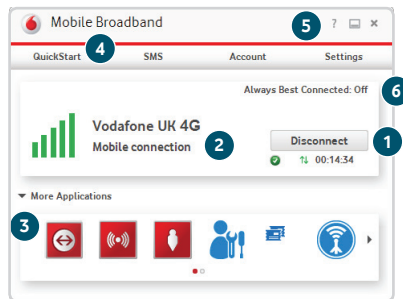 Mobile Broadband 5 ?
QuickStart 4 SMS Account Settings
Always Best Connected: Off 6
Vodafone UK 4G
Mobile connection 2
Disconnect 1
00:14:34
More Applications
3